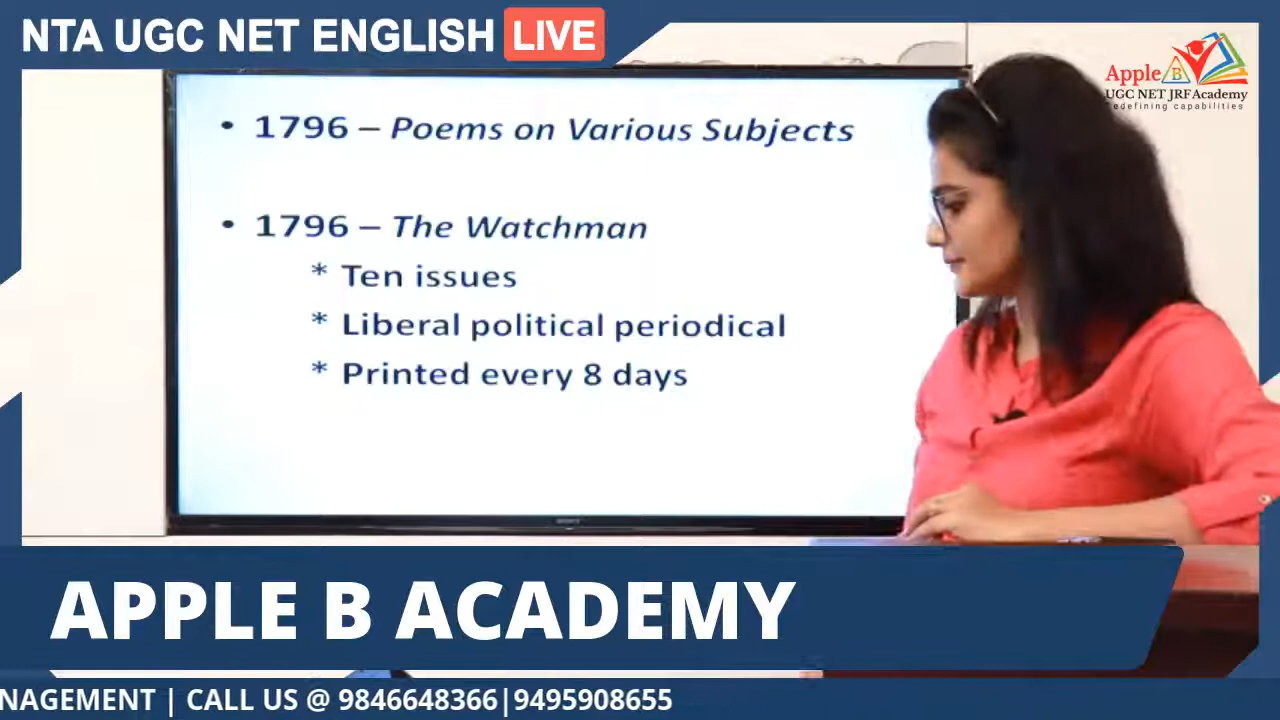 NTA UGC NET ENGLISH LIVE
Apple B
UGC NET JRF Academy
Redefining capabilities
• 1796 – Poems on Various Subjects
• 1796 – The Watchman
* Ten issues
* Liberal political periodical
* Printed every 8 days
SONY
APPLE B ACADEMY
NAGEMENT | CALL US @ 9846648366|9495908655